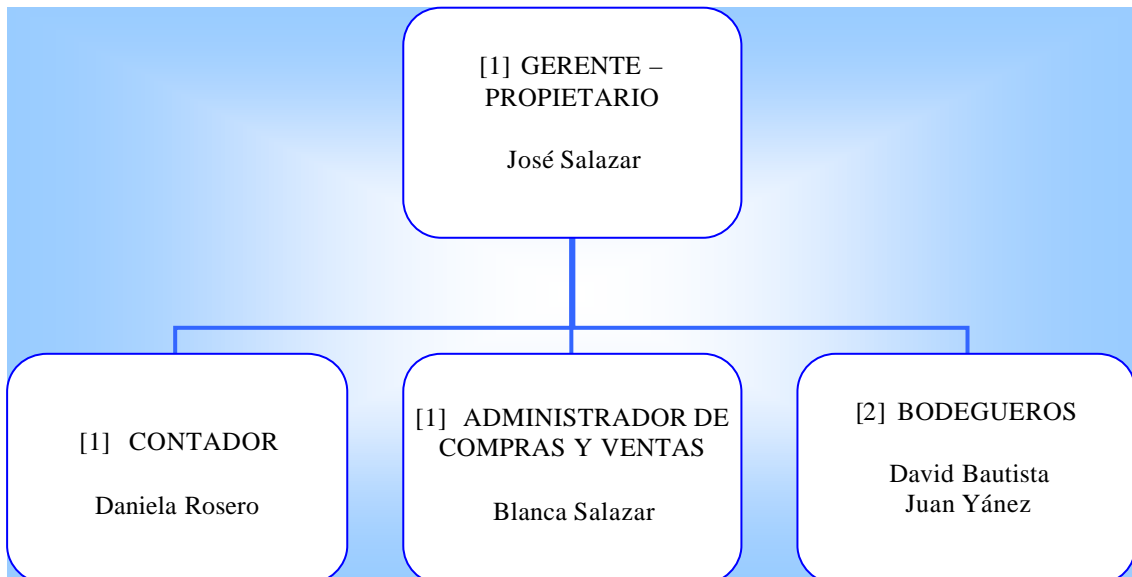 [1] GERENTE –
PROPIETARIO
José Salazar
[1] CONTADOR
Daniela Rosero
[1] ADMINISTRADOR DE
COMPRAS Y VENTAS
Blanca Salazar
[2] BODEGUEROS
David Bautista
Juan Yánez